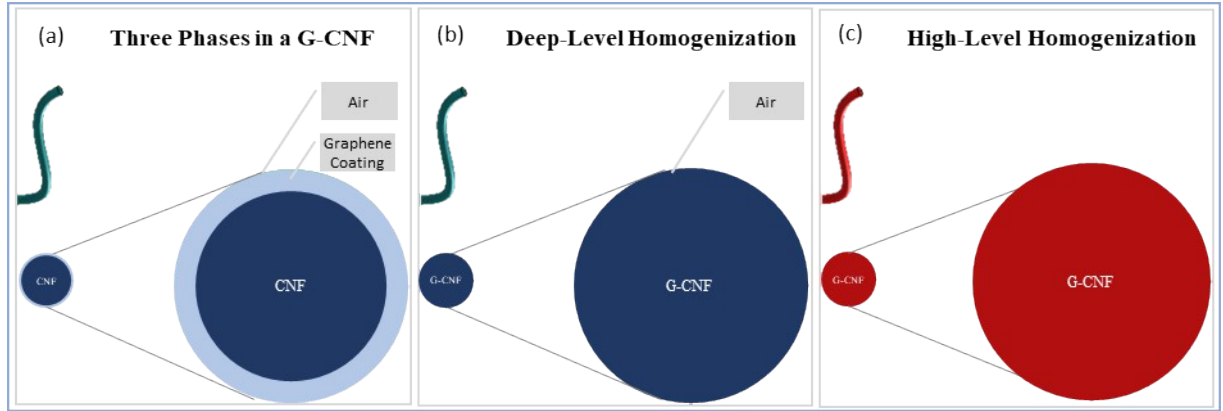 (a) Three Phases in a G-CNF
Air
Graphene
Coating
CNF
CNF
(b) Deep-Level Homogenization
Air
G-CNF
G-CNF
(c) High-Level Homogenization
G-CNF
G-CNF